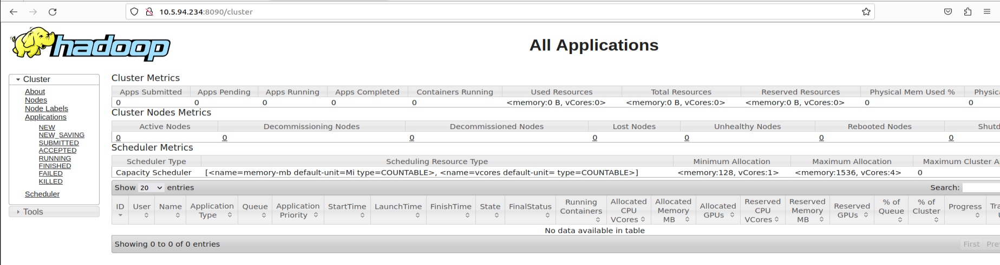 10.5.94.234:8090/cluster
hadoop
All Applications
Cluster
About
Nodes
Node Labels
Applications
NEW
NEW_SAVING
SUBMITTED
ACCEPTED
RUNNING
FINISHED
FAILED
KILLED
Scheduler
Tools
Cluster Metrics
Apps Submitted Apps Pending Apps Running Apps Completed Containers Running Used Resources Total Resources Reserved Resources Physical Mem Used % Physic
0 0 0 0 0 <memory:0 B, vCores:0> <memory:0 B, vCores:0> <memory:0 B, vCores:0> 0 0
Cluster Nodes Metrics
Active Nodes Decommissioning Nodes Decommissioned Nodes Lost Nodes Unhealthy Nodes Rebooted Nodes Shutd
0 0 0 0 0 0 0
Scheduler Metrics
Scheduler Type Scheduling Resource Type Minimum Allocation Maximum Allocation Maximum Cluster A
Capacity Scheduler [<name=memory-mb default-unit=Mi type=COUNTABLE>, <name=vcores default-unit= type=COUNTABLE>] <memory:128, vCores:1> <memory:1536, vCores:4> 0
Show 20 entries Search:
ID User Name Application Type Queue Application Priority StartTime LaunchTime FinishTime State FinalStatus Running Containers Allocated CPU VCores Allocated Memory MB Allocated GPUs Reserved CPU VCores Reserved Memory MB Reserved GPUs % of Queue % of Cluster Progress Tra
No data available in table
Showing 0 to 0 of 0 entries First Pre